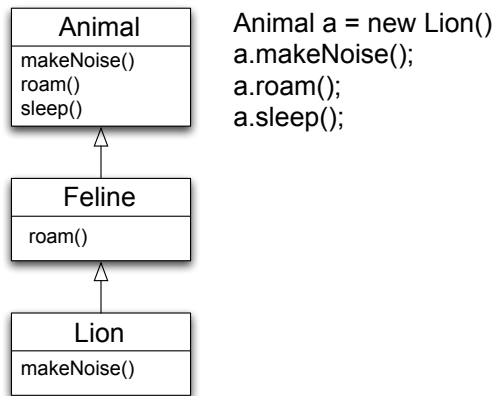 Animal
makeNoise()
roam()
sleep()
Feline
roam()
Lion
makeNoise()
Animal a = new Lion()
a.makeNoise();
a.roam();
a.sleep();